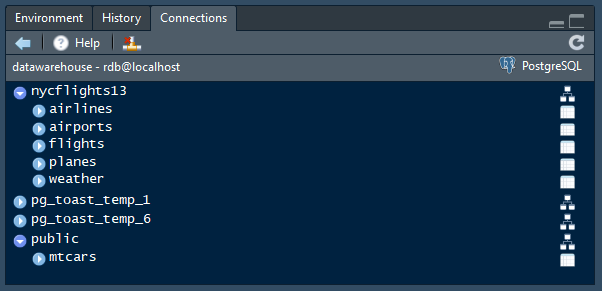 Environment History Connections
Help
datawarehouse - rdb@localhost PostgreSQL
nycflights13
airlines
airports
flights
planes
weather
pg_toast_temp_1
pg_toast_temp_6
public
mtcars